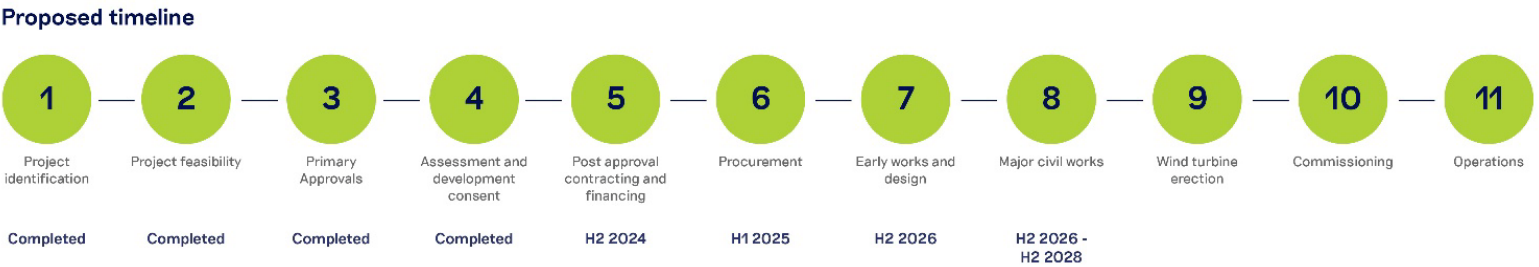 Proposed timeline
1 2 3 4 5 6 7 8 9 10 11
Project identification
Project feasibility
Primary Approvals
Assessment and development consent
Post approval contracting and financing
Procurement
Early works and design
Major civil works
Wind turbine erection
Commissioning
Operations
Completed Completed Completed Completed H2 2024 H1 2025 H2 2026 H2 2026 -
H2 2028